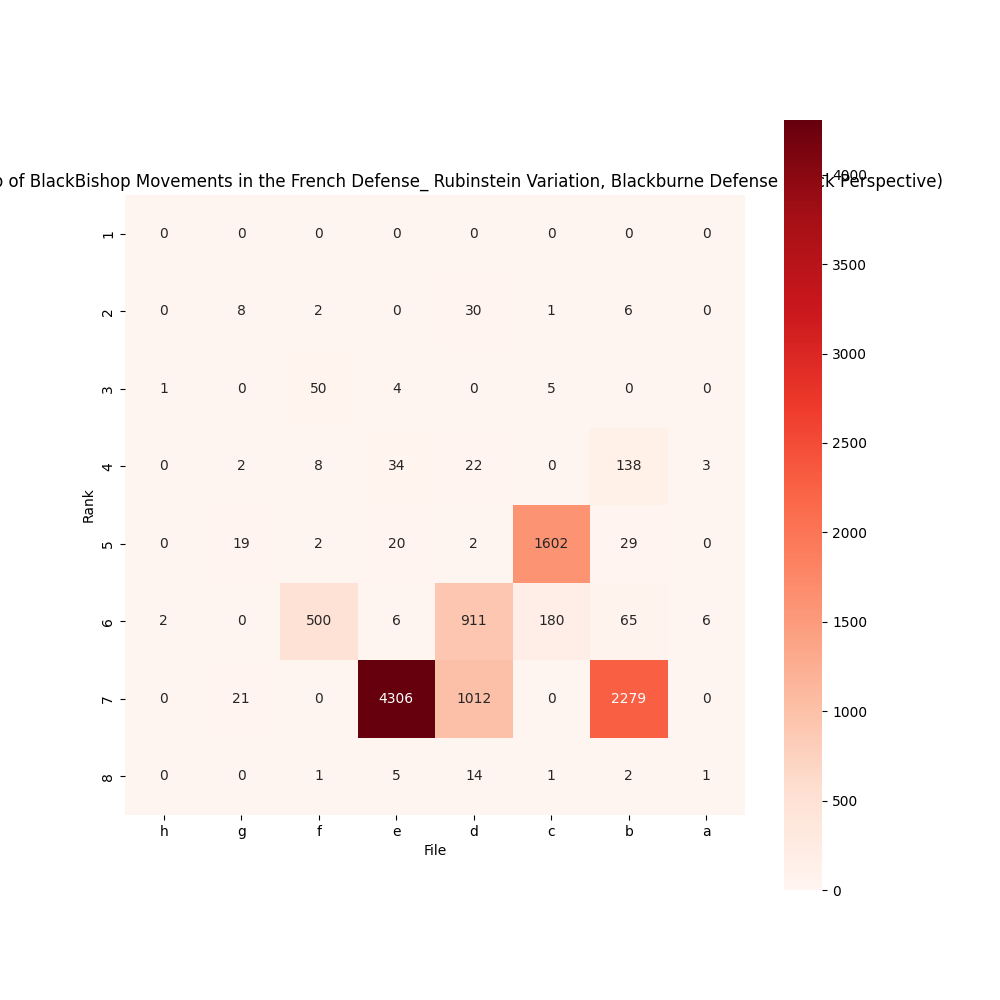 of BlackBishop Movements in the French Defense_ Rubinstein Variation, Blackburne Defense Perspective)
4000
1 0 0 0 0 0 0 0 0
3500
2 0 8 2 0 30 1 6 0
3000
3 1 0 50 4 0 5 0 0
2500
4 0 2 8 34 22 0 138 3
Rank
2000
5 0 19 2 20 2 1602 29 0
1500
6 2 0 500 6 911 180 65 6
1000
7 0 21 0 4306 1012 0 2279 0
8 0 0 1 5 14 1 2 1
500
h g f e d c b a
File
0